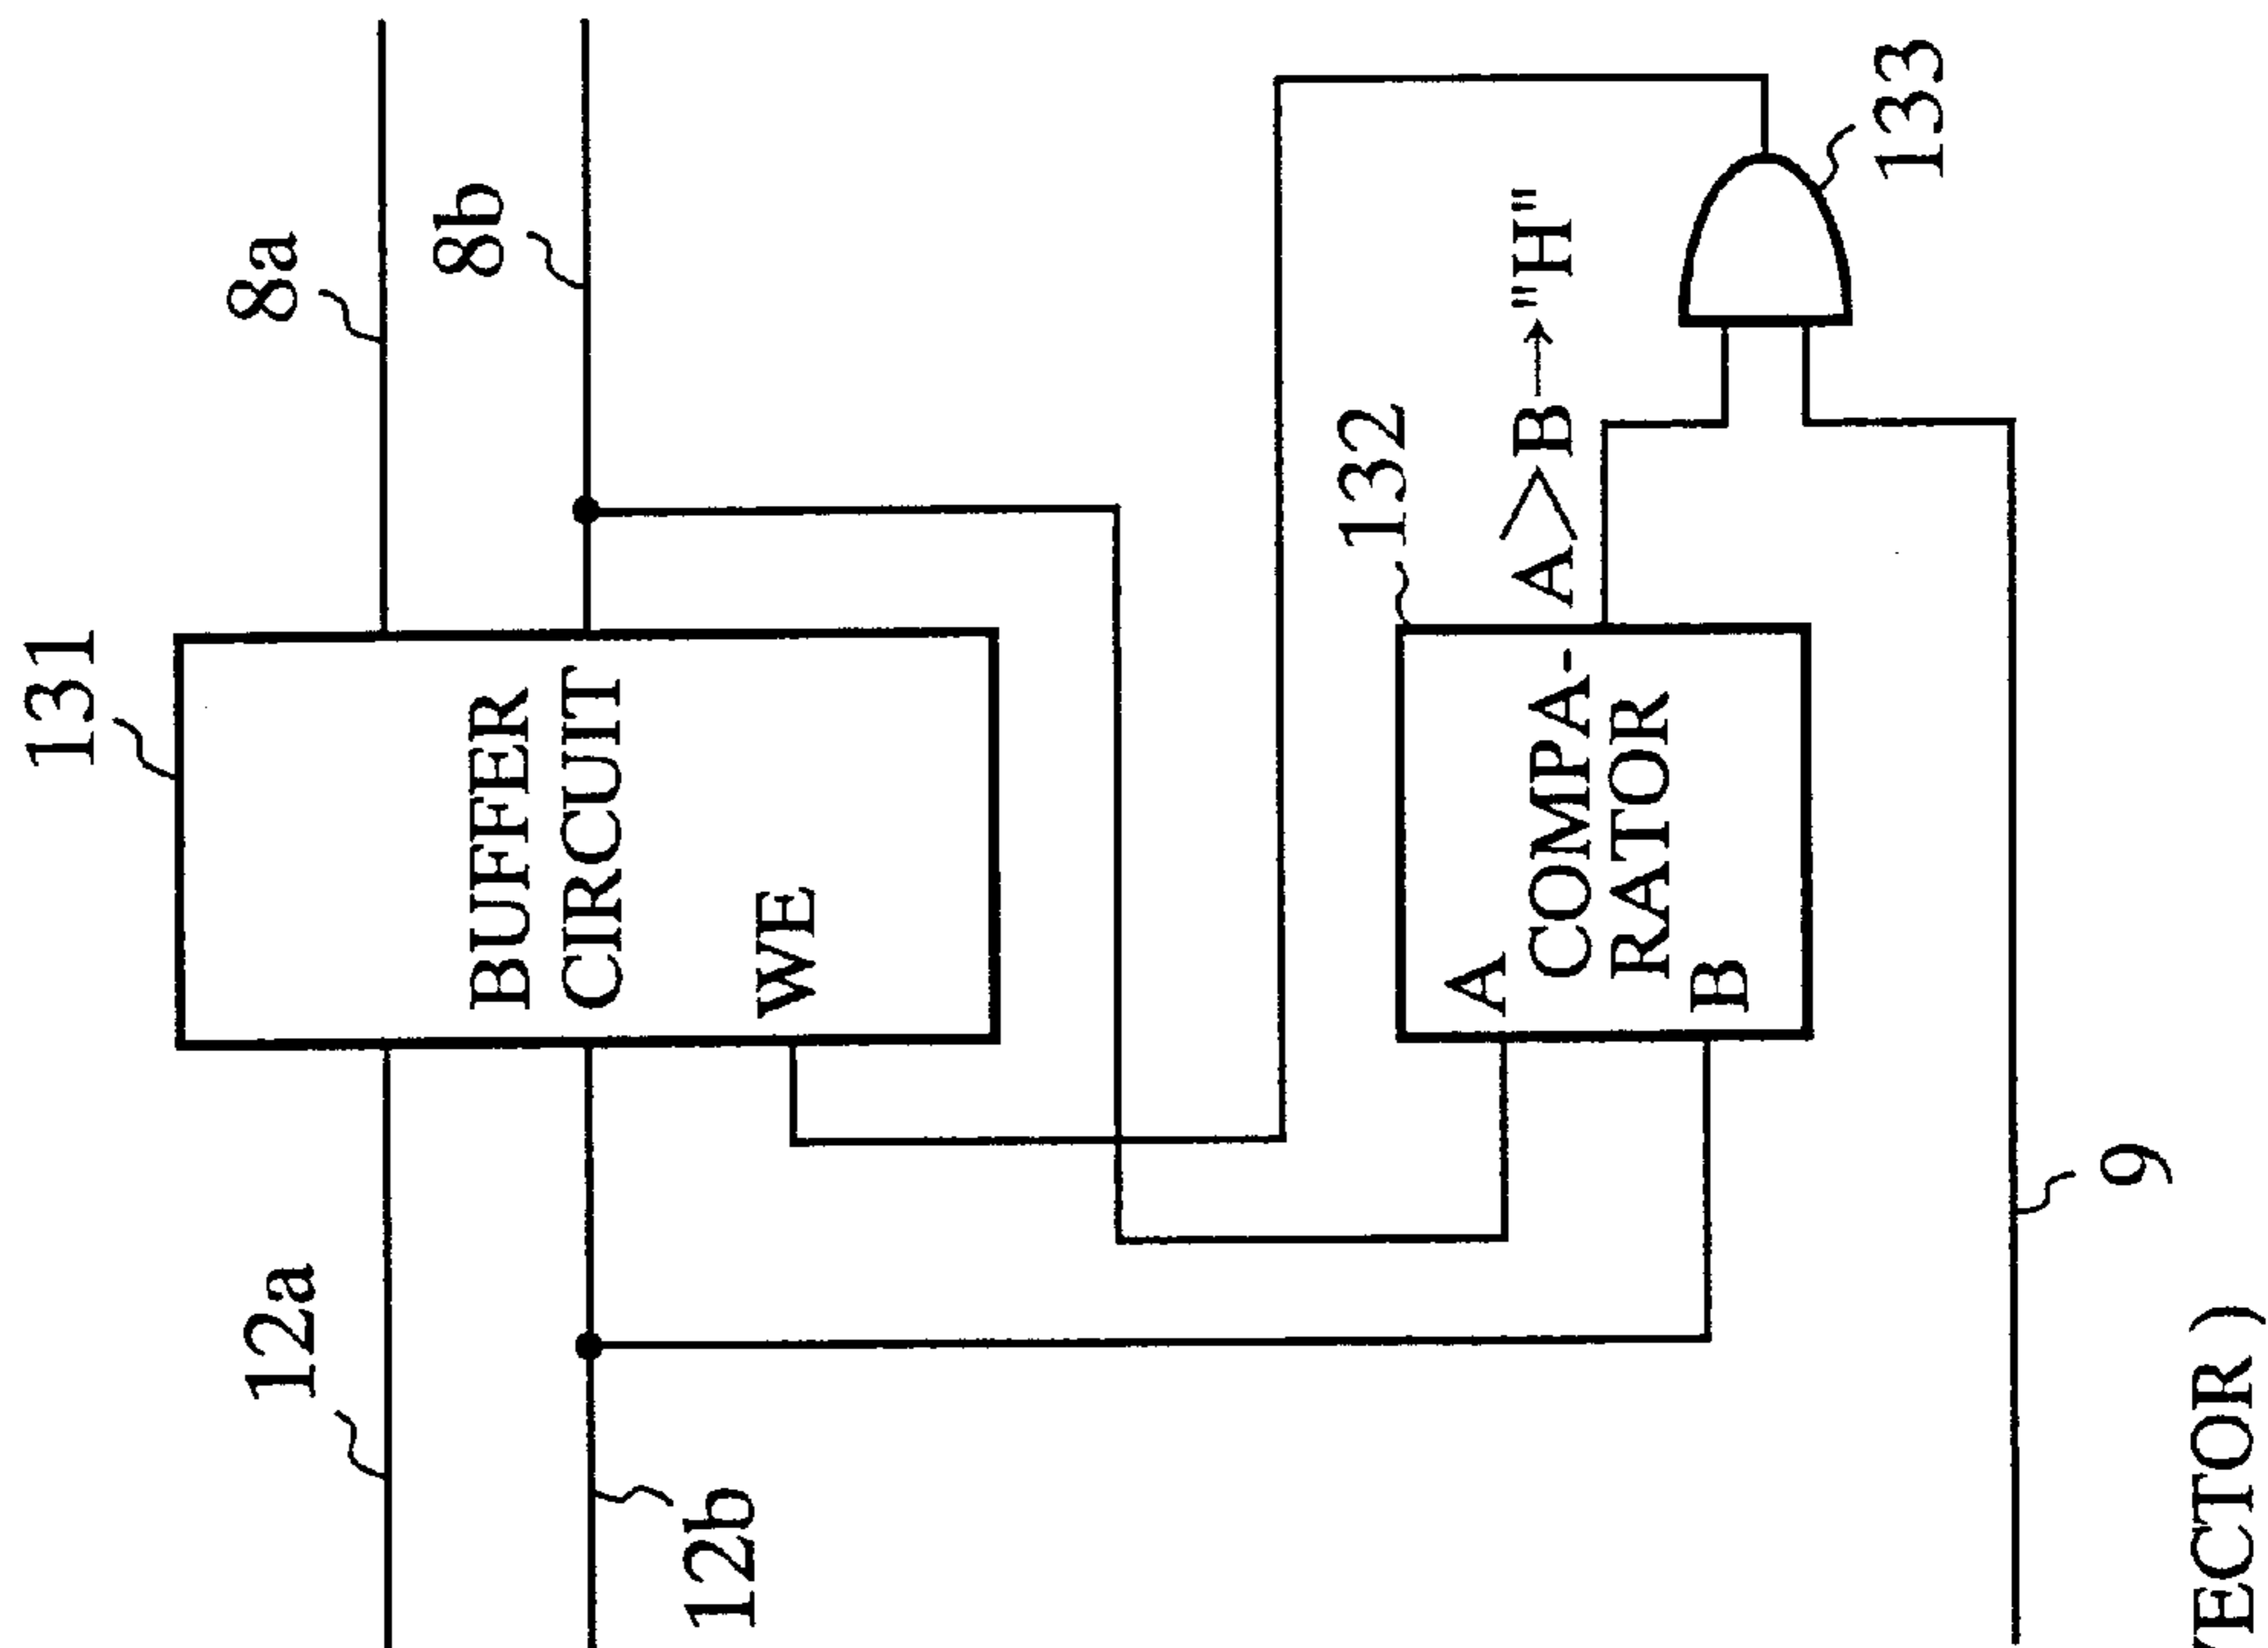 131
8a
8b
12a
12b
BUFFER
CIRCUIT
WE
132
A>B→"H"
A
COMPA-
RATOR
B
133
9